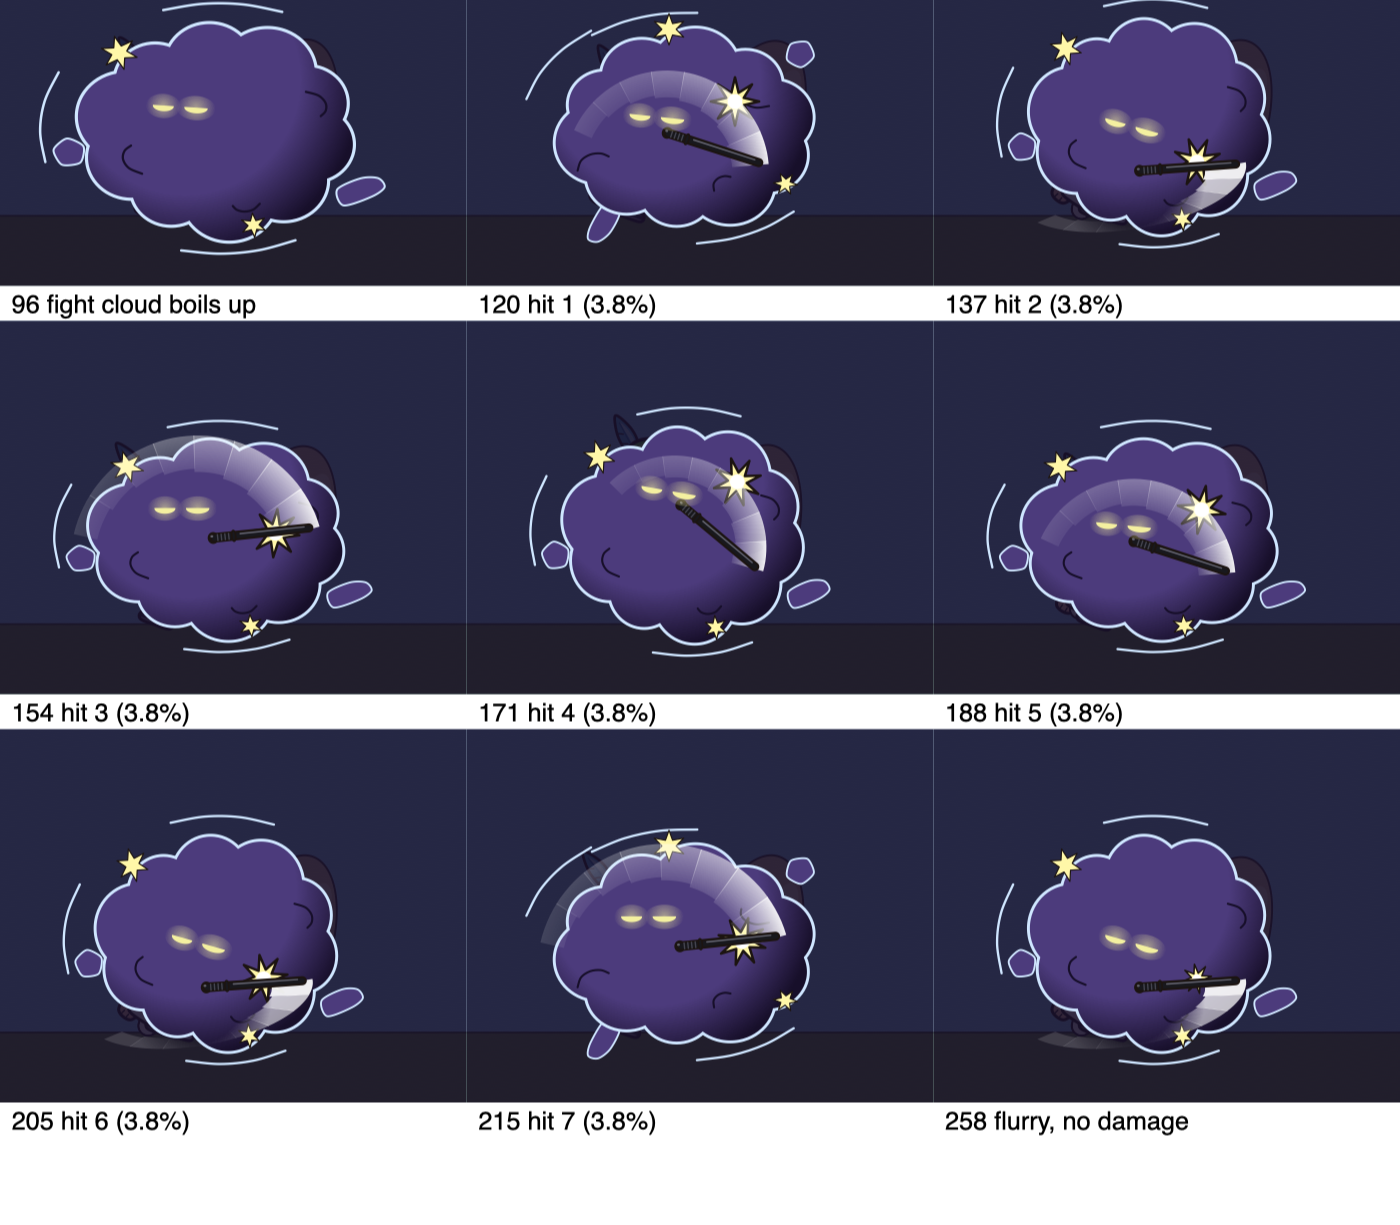 96 fight cloud boils up
120 hit 1 (3.8%)
137 hit 2 (3.8%)
154 hit 3 (3.8%)
171 hit 4 (3.8%)
188 hit 5 (3.8%)
205 hit 6 (3.8%)
215 hit 7 (3.8%)
258 flurry, no damage